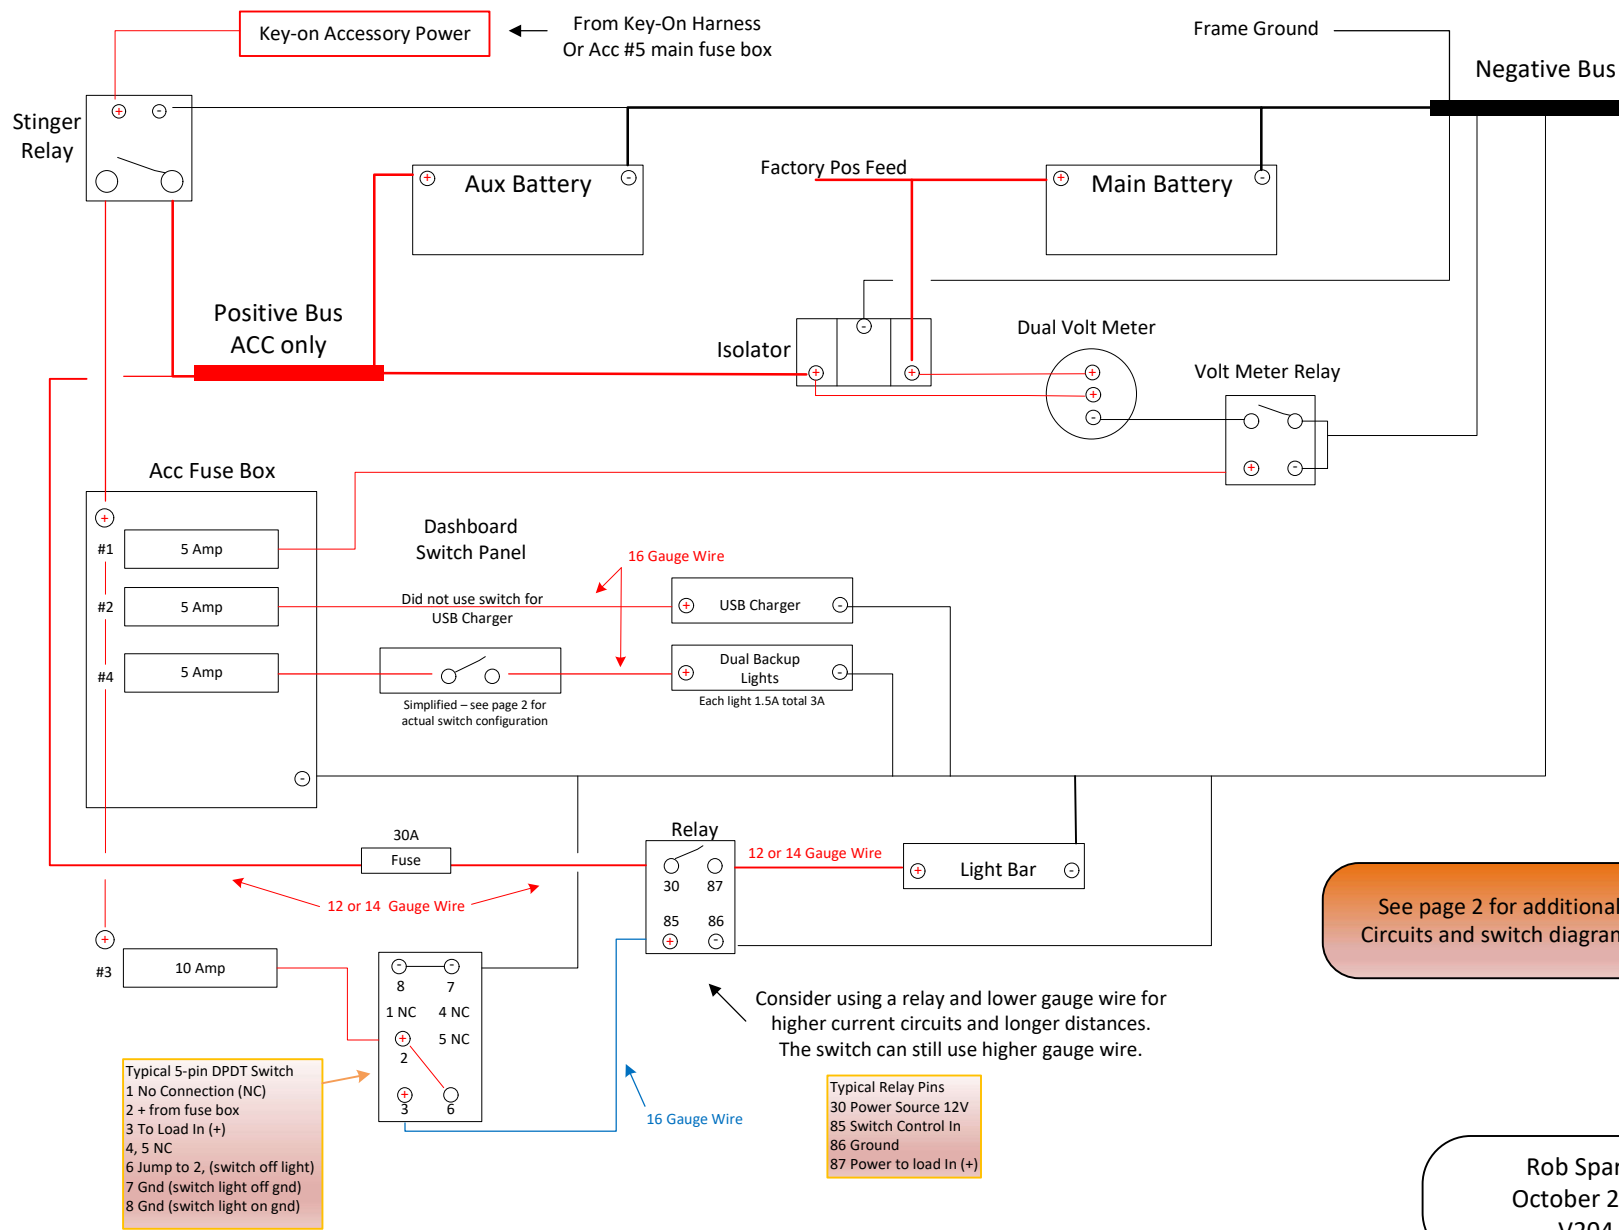 Key-on Accessory Power
From Key-On Harness
Or Acc #5 main fuse box
Frame Ground
Negative Bus
Stinger
Relay
+
-
+
Aux Battery
-
Factory Pos Feed
+
Main Battery
-
Positive Bus
ACC only
Isolator
-
+
+
Dual Volt Meter
+
+
-
Volt Meter Relay
+
-
Acc Fuse Box
+
#1
5 Amp
Dashboard
Switch Panel
16 Gauge Wire
#2
5 Amp
Did not use switch for
USB Charger
+
USB Charger
-
#4
5 Amp
Simplified – see page 2 for
actual switch configuration
+
Dual Backup
Lights
-
Each light 1.5A total 3A
-
30A
Fuse
12 or 14 Gauge Wire
Relay
30 87
85 86
+ -
12 or 14 Gauge Wire
+
Light Bar
-
See page 2 for additional
+
#3
10 Amp
- -
8 7
1 NC 4 NC
+
5 NC
2
+
3 6
16 Gauge Wire
Consider using a relay and lower gauge wire for
higher current circuits and longer distances.
The switch can still use higher gauge wire.
Typical 5-pin DPDT Switch
1 No Connection (NC)
2 + from fuse box
3 To Load In (+)
4, 5 NC
6 Jump to 2, (switch off light)
7 Gnd (switch light off gnd)
8 Gnd (switch light on gnd)
Typical Relay Pins
30 Power Source 12V
85 Switch Control In
86 Ground
87 Power to load In (+)
Circuits and switch
Rob
October